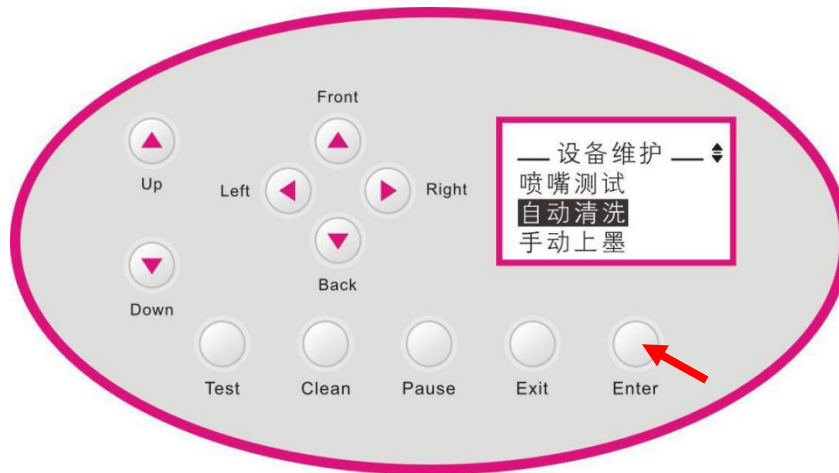 Front
Up
Left
Right
Back
Down
设备维护
喷嘴测试
自动清洗
手动上墨
Test
Clean
Pause
Exit
Enter